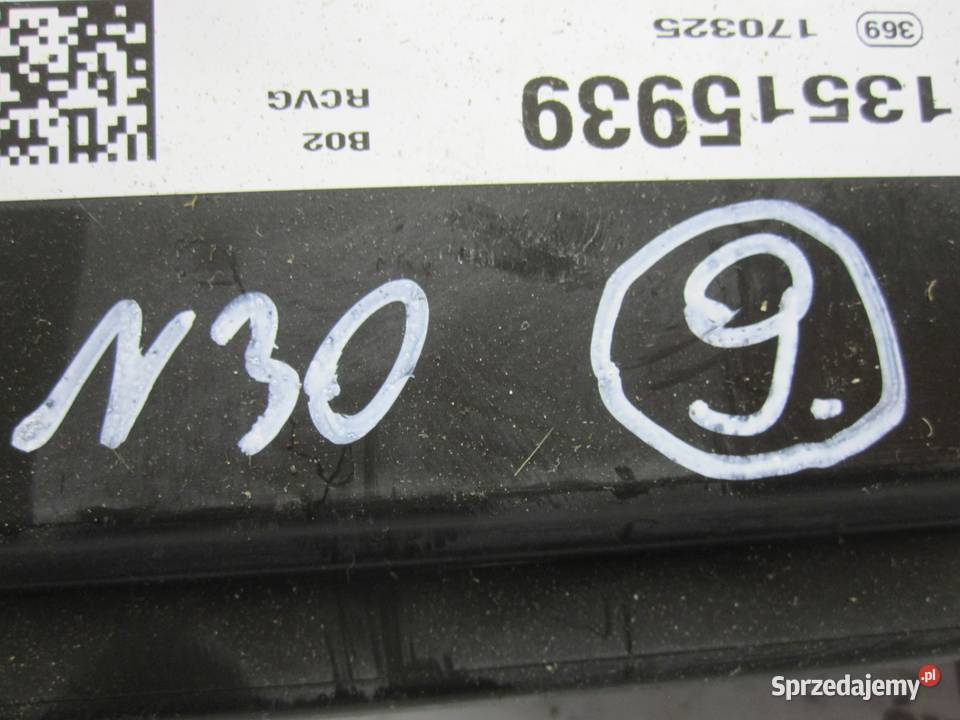 13515939
B02
RCVG
369 170325
N30
9.
Sprzedajemy.pl